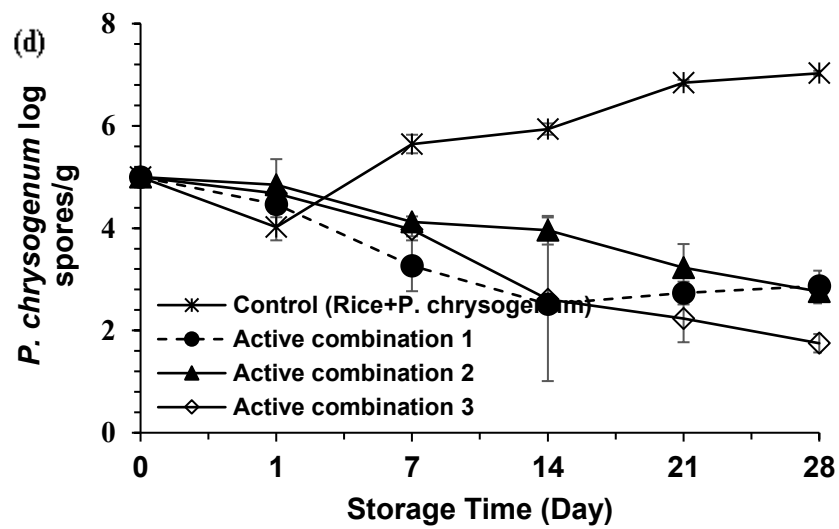 (d)
P. chrysogenum log
spores/g
8
6
4
2
0
Control (Rice+P. chrysogenum)
Active combination 1
Active combination 2
Active combination 3
0 1 7 14 21 28
Storage Time (Day)